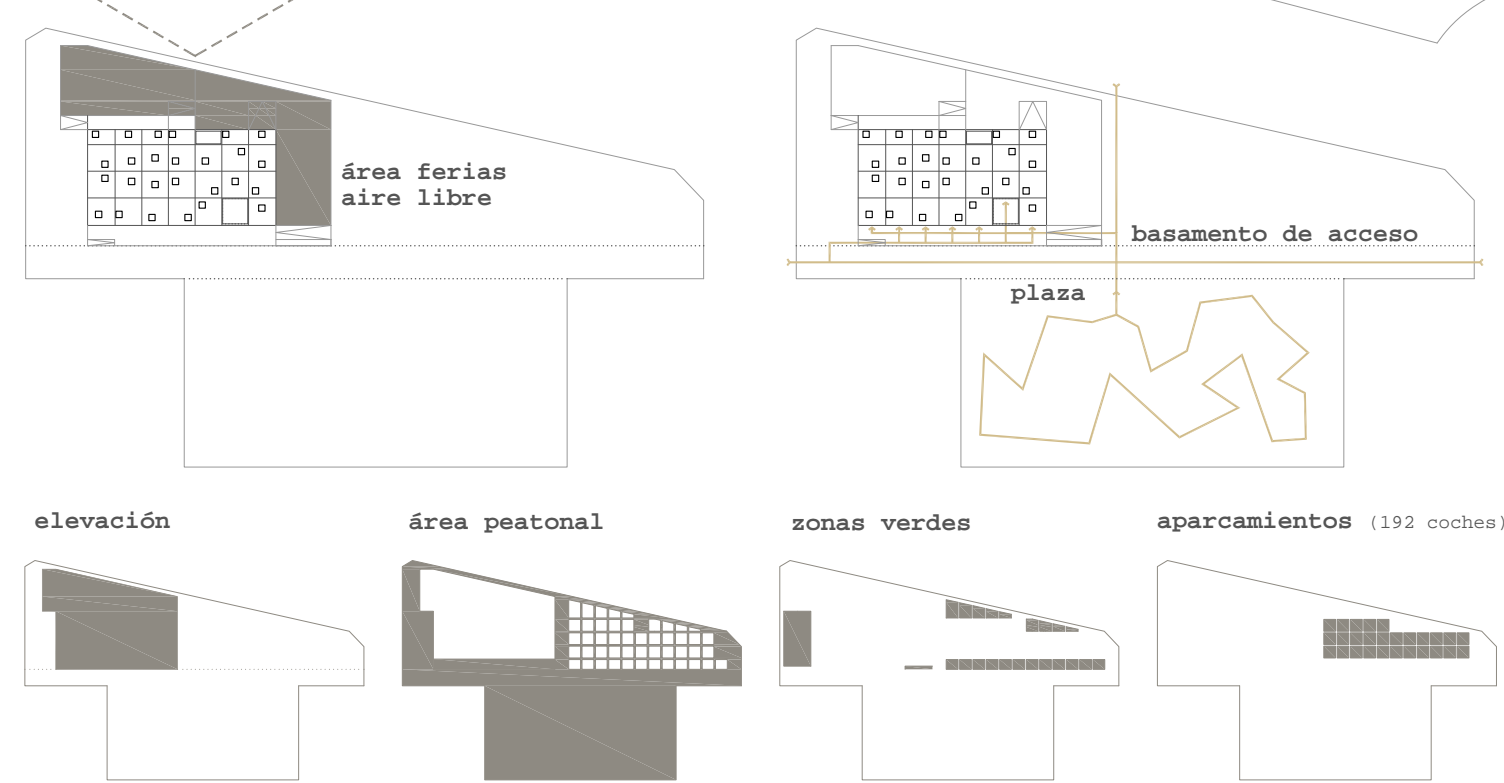 área ferias
aire libre
basamento de acceso
plaza
elevación
área peatonal
zonas verdes
aparcamientos (192 coches)